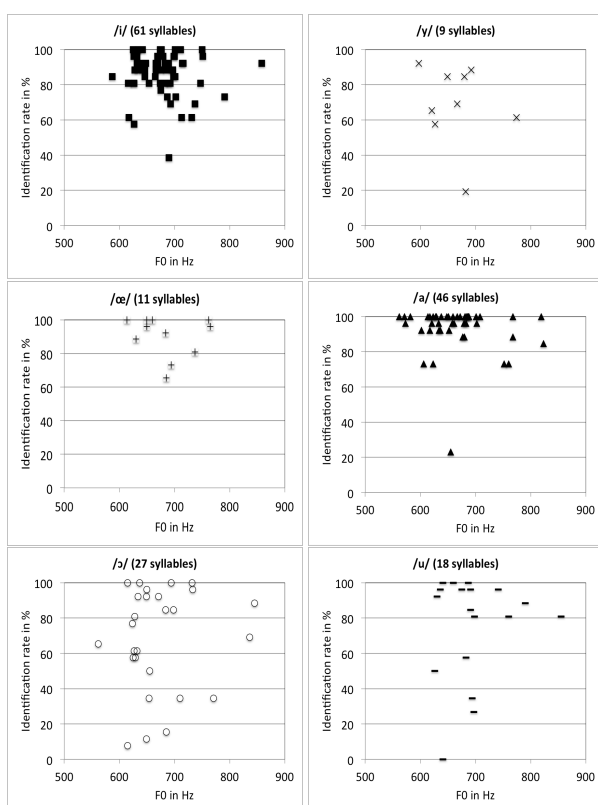 /i/ (61 syllables)
Identification rate in %
100
80
60
40
20
0
500 600 700 800 900
F0 in Hz
/y/ (9 syllables)
Identification rate in %
100
80
60
40
20
0
500 600 700 800 900
F0 in Hz
/œ/ (11 syllables)
Identification rate in %
100
80
60
40
20
0
500 600 700 800 900
F0 in Hz
/a/ (46 syllables)
Identification rate in %
100
80
60
40
20
0
500 600 700 800 900
F0 in Hz
/ɔ/ (27 syllables)
Identification rate in %
100
80
60
40
20
0
500 600 700 800 900
F0 in Hz
/u/ (18 syllables)
Identification rate in %
100
80
60
40
20
0
500 600 700 800 900
F0 in Hz